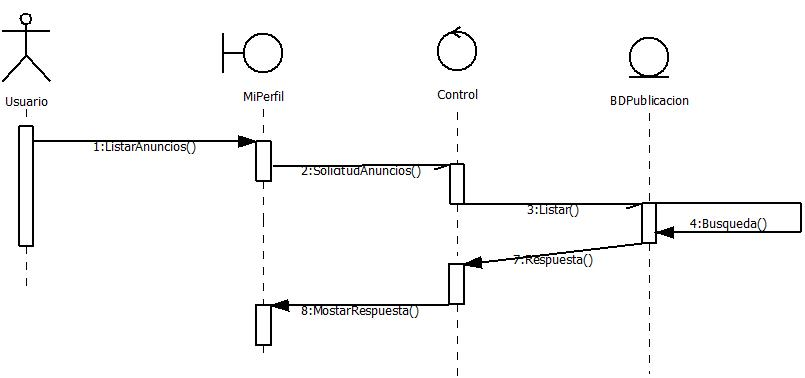 Usuario
MiPerfil
Control
BDPublicacion
1:ListarAnuncios()
2:SolicitudAnuncios()
3:Listar()
4:Busqueda()
7:Respuesta()
8:MostarRespuesta()